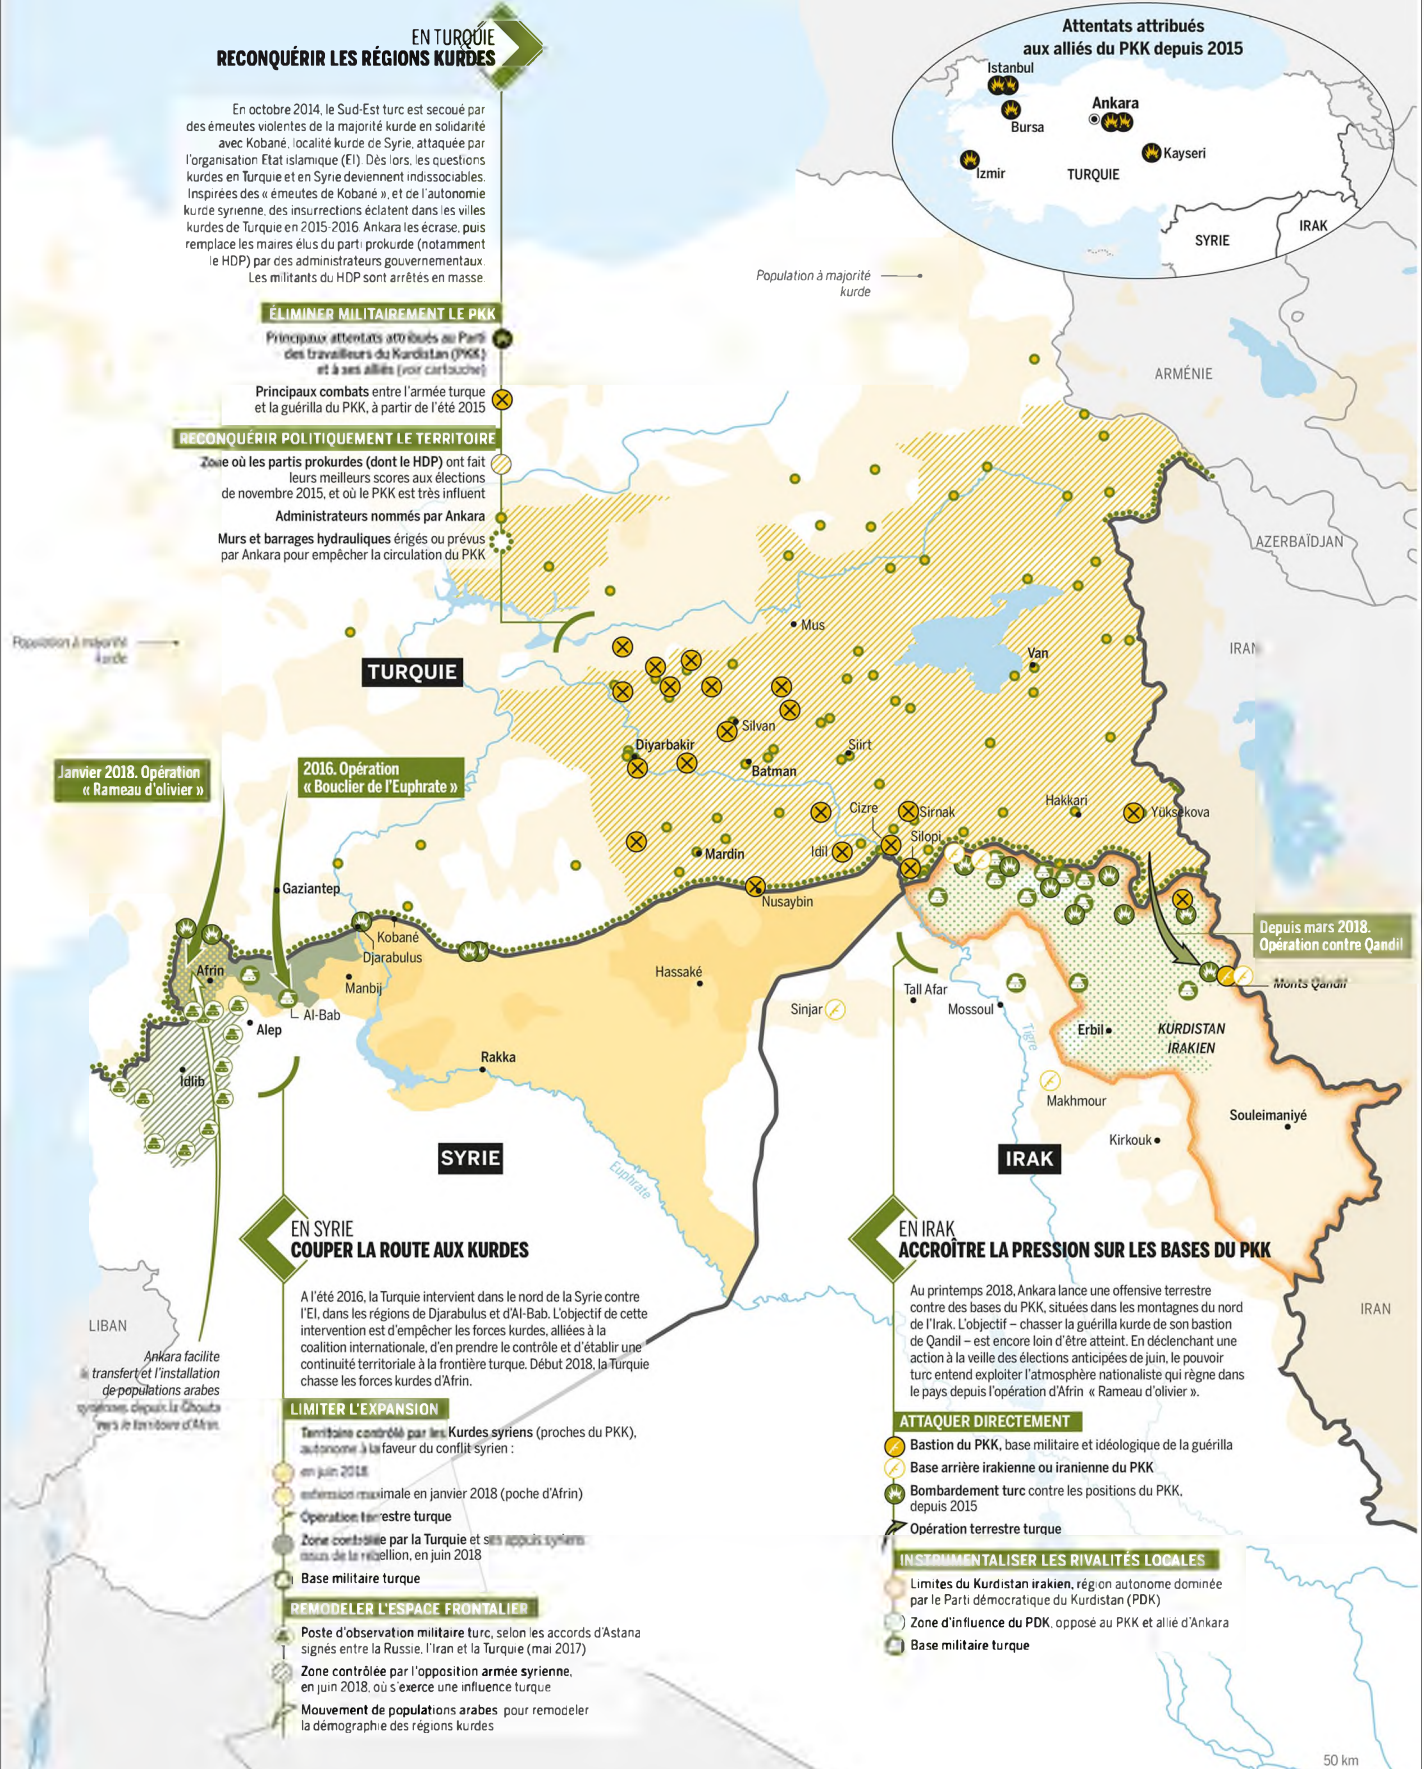 EN TURQUIE
RECONQUÉRIR LES RÉGIONS KURDES
En octobre 2014, le Sud-Est turc est secoué par
des émeutes violentes de la majorité kurde en solidarité
avec Kobané, localité kurde de Syrie, attaquée par
l'organisation Etat islamique (EI). Dès lors, les questions
kurdes en Turquie et en Syrie deviennent indissociables.
Inspirées des « émeutes de Kobané », et de l'autonomie
kurde syrienne, des insurrections éclatent dans les villes
kurdes de Turquie en 2015-2016. Ankara les écrase, puis
remplace les maires élus du parti prokurde (notamment
le HDP) par des administrateurs gouvernementaux.
Les militants du HDP sont arrêtés en masse.
ÉLIMINER MILITAIREMENT LE PKK
Principaux attentats attribués au Parti
des travailleurs du Kurdistan (PKK)
et à ses alliés (voir cartouche)
Principaux combats entre l'armée turque
et la guérilla du PKK, à partir de l'été 2015
RECONQUÉRIR POLITIQUEMENT LE TERRITOIRE
Zone où les partis prokurdes (dont le HDP) ont fait
leurs meilleurs scores aux élections
de novembre 2015, et où le PKK est très influent
Administrateurs nommés par Ankara
Murs et barrages hydrauliques érigés ou prévus
par Ankara pour empêcher la circulation du PKK
Attentats attribués
aux alliés du PKK depuis 2015
Istanbul
Ankara
Bursa
Kayseri
Izmir
TURQUIE
SYRIE
IRAK
Population à majorité
kurde
ARMÉNIE
AZERBAÏDJAN
IRAN
Population à majorité
kurde
TURQUIE
Mus
Van
Silvan
Diyarbakir
Siirt
Batman
Cizre
Sirnak
Hakkari
Yüksekova
Silopi
Idil
Mardin
Nusaybin
Janvier 2018. Opération
« Rameau d'olivier »
2016. Opération
« Bouclier de l'Euphrate »
Gaziantep
Kobané
Djarabulus
Afrin
Manbij
Al-Bab
Alep
Idlib
Rakka
Hassaké
Sinjar
Tall Afar
Mossoul
Tigre
Erbil
KURDISTAN
IRAKIEN
Depuis mars 2018.
Opération contre Qandil
Monts Qandil
Makhmour
Kirkouk
Souleimaniyé
Euphrate
SYRIE
IRAK
IRAN
LIBAN
Ankara facilite
transfert et l'installation
de populations arabes
syriennes depuis la Ghouta
vers le territoire d'Afrin.
EN SYRIE
COUPER LA ROUTE AUX KURDES
A l'été 2016, la Turquie intervient dans le nord de la Syrie contre
l'EI, dans les régions de Djarabulus et d'Al-Bab. L'objectif de cette
intervention est d'empêcher les forces kurdes, alliées à la
coalition internationale, d'en prendre le contrôle et d'établir une
continuité territoriale à la frontière turque. Début 2018, la Turquie
chasse les forces kurdes d'Afrin.
LIMITER L'EXPANSION
Territoire contrôlé par les Kurdes syriens (proches du PKK),
autonome à la faveur du conflit syrien :
en juin 2018
extension maximale en janvier 2018 (poche d'Afrin)
Opération terrestre turque
Zone contrôlée par la Turquie et ses appuis syriens
issus de la rébellion, en juin 2018
Base militaire turque
REMODELER L'ESPACE FRONTALIER
Poste d'observation militaire turc, selon les accords d'Astana
signés entre la Russie, l'Iran et la Turquie (mai 2017)
Zone contrôlée par l'opposition armée syrienne,
en juin 2018, où s'exerce une influence turque
Mouvement de populations arabes pour remodeler
la démographie des régions kurdes
EN IRAK
ACCROÎTRE LA PRESSION SUR LES BASES DU PKK
Au printemps 2018, Ankara lance une offensive terrestre
contre des bases du PKK, situées dans les montagnes du nord
de l'Irak. L'objectif – chasser la guérilla kurde de son bastion
de Qandil – est encore loin d'être atteint. En déclenchant une
action à la veille des élections anticipées de juin, le pouvoir
turc entend exploiter l'atmosphère nationaliste qui règne dans
le pays depuis l'opération d'Afrin « Rameau d'olivier ».
ATTAQUER DIRECTEMENT
Bastion du PKK, base militaire et idéologique de la guérilla
Base arrière irakienne ou iranienne du PKK
Bombardement turc contre les positions du PKK,
depuis 2015
Opération terrestre turque
INSTRUMENTALISER LES RIVALITÉS LOCALES
Limites du Kurdistan irakien, région autonome dominée
par le Parti démocratique du Kurdistan (PDK)
Zone d'influence du PDK, opposé au PKK et allié d'Ankara
Base militaire turque
50 km